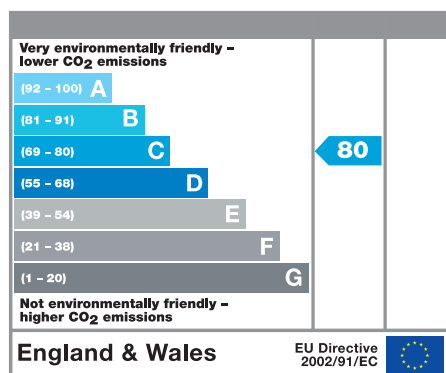 Very environmentally friendly –
lower CO2 emissions
(92 – 100) A
(81 – 91) B
(69 – 80) C
80
(55 – 68) D
(39 – 54) E
(21 – 38) F
(1 – 20) G
Not environmentally friendly –
higher CO2 emissions
England & Wales
EU Directive
2002/91/EC